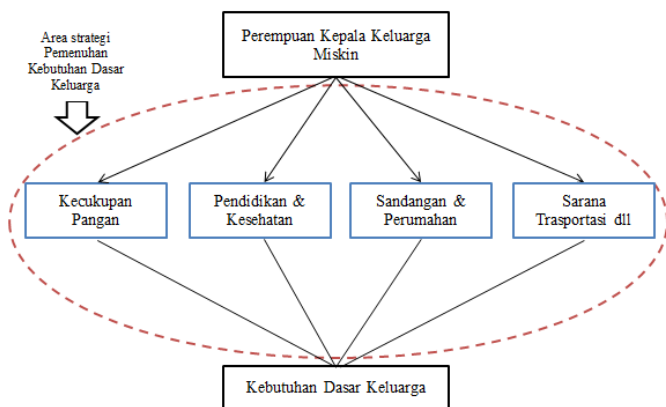 Area strategi
Pemenuhan
Kebutuhan Dasar
Keluarga
Perempuan Kepala Keluarga
Miskin
Kecukupan
Pangan
Pendidikan &
Kesehatan
Sandangan &
Perumahan
Sarana
Trasportasi dll
Kebutuhan Dasar Keluarga